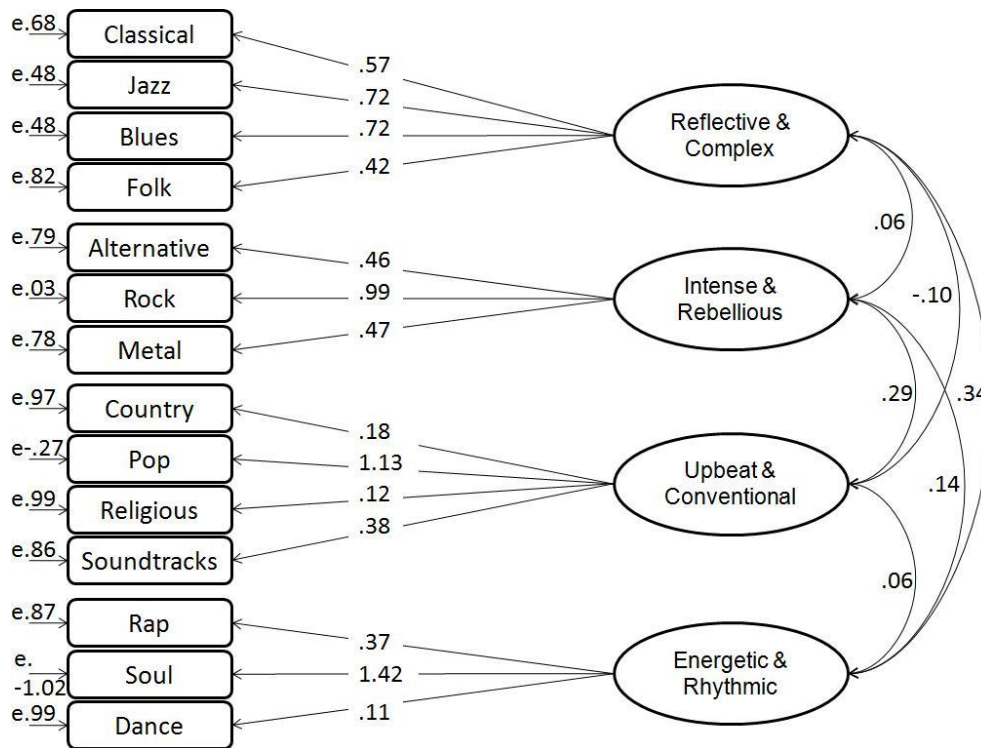 e.68
Classical
.57
e.48
Jazz
.72
e.48
Blues
.72
e.82
Folk
.42
Reflective &
Complex
e.79
Alternative
.46
e.03
Rock
.99
e.78
Metal
.47
Intense &
Rebellious
e.97
Country
.18
e-.27
Pop
1.13
e.99
Religious
.12
e.86
Soundtracks
.38
Upbeat &
Conventional
e.87
Rap
.37
e.
-1.02
Soul
1.42
e.99
Dance
.11
Energetic &
Rhythmic
.06
-.10
.29
.34
.14
.06